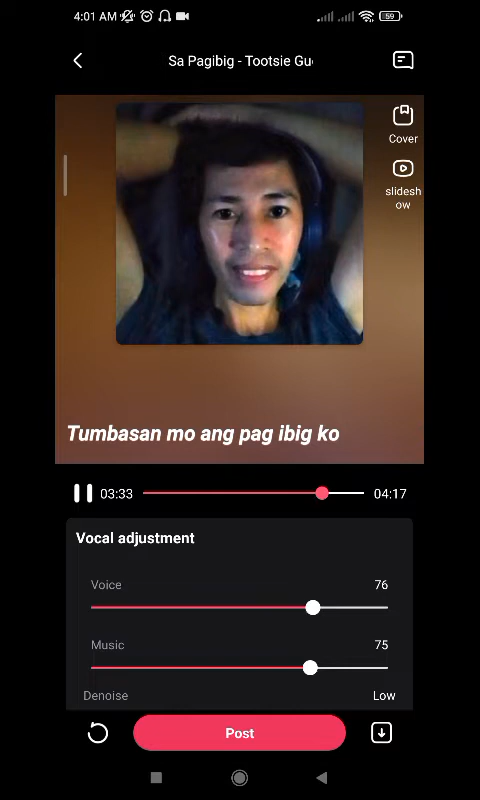 4:01 AM
59
Sa Pagibig - Tootsie Gu
Cover
slidesh
ow
Tumbasan mo ang pag ibig ko
03:33
04:17
Vocal adjustment
Voice
76
Music
75
Denoise
Low
Post